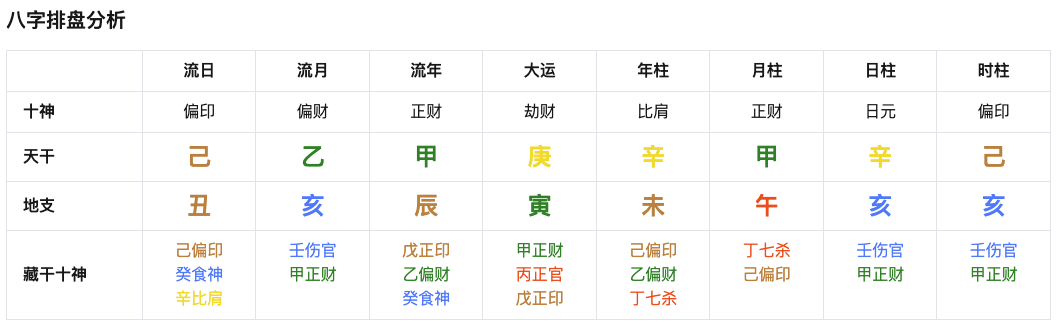 八字排盘分析
流日 流月 流年 大运 年柱 月柱 日柱 时柱
十神 偏印 偏财 正财 劫财 比肩 正财 日元 偏印
天干 己 乙 甲 庚 辛 甲 辛 己
地支 丑 亥 辰 寅 未 午 亥 亥
藏干十神
己偏印 壬伤官 戊正印 甲正财 己偏印 丁七杀 壬伤官 壬伤官
癸食神 甲正财 乙偏财 丙正官 乙偏财 己偏印 甲正财 甲正财
辛比肩 癸食神 戊正印 丁七杀